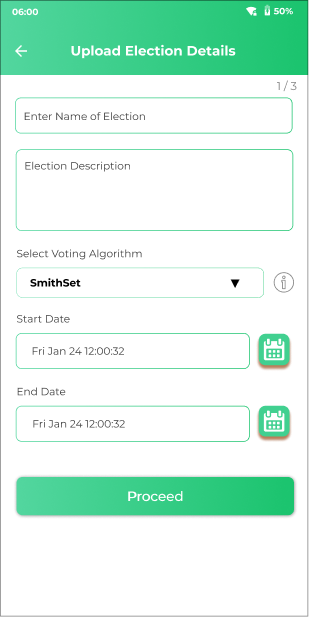 06:00 50%
Upload Election Details
1 / 3
Enter Name of Election
Election Description
Select Voting Algorithm
SmithSet
Start Date
Fri Jan 24 12:00:32
End Date
Fri Jan 24 12:00:32
Proceed